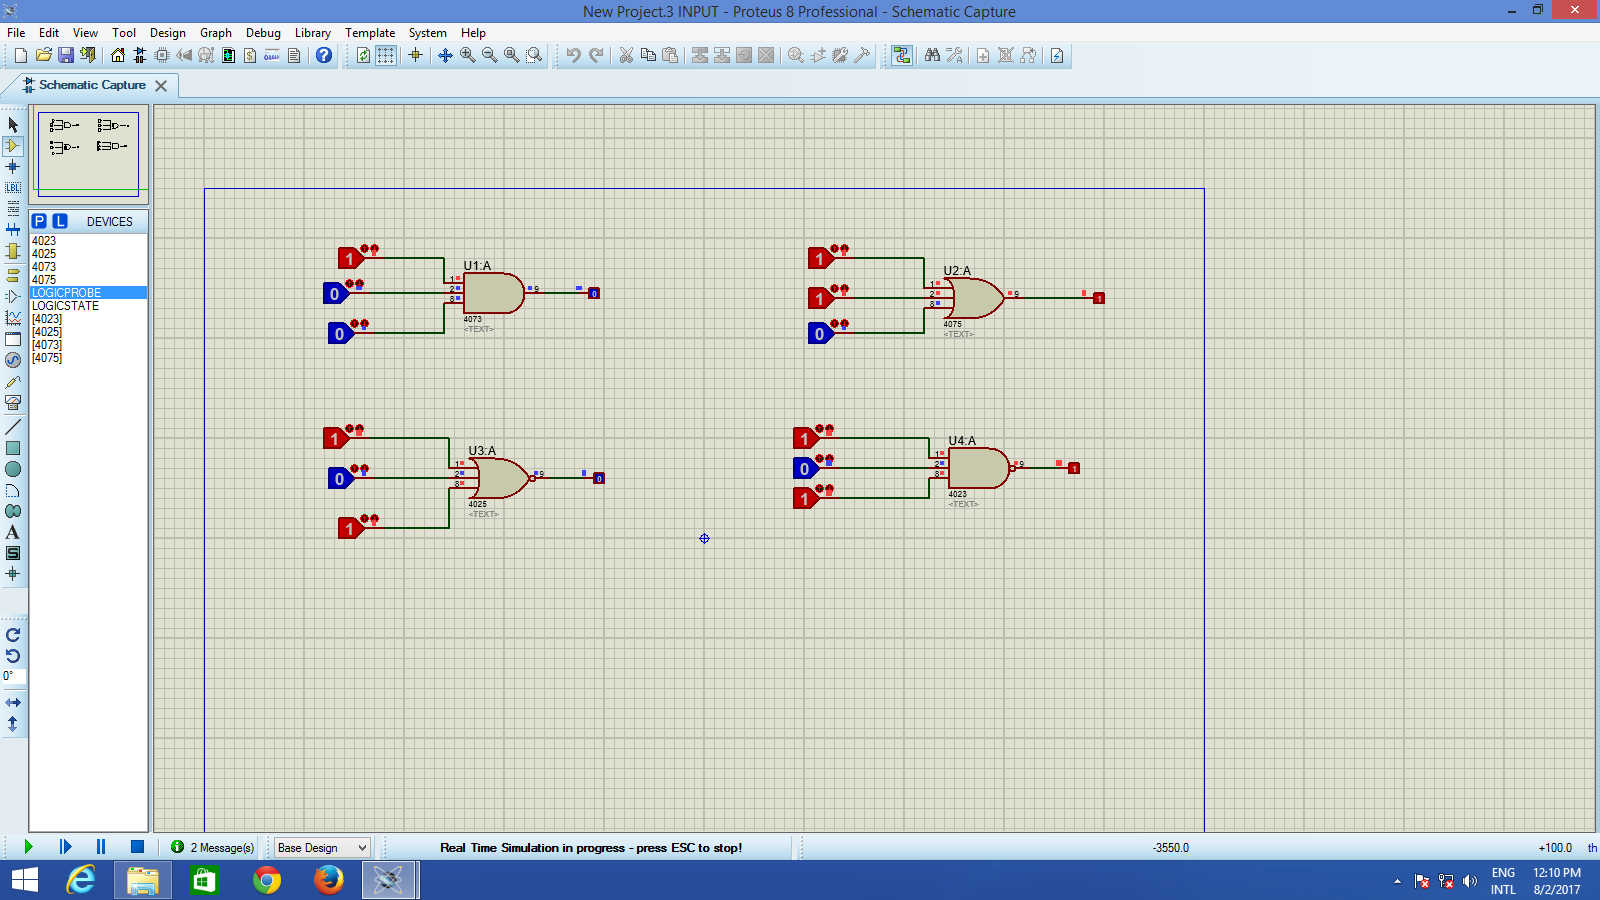 New Project.3 INPUT - Proteus 8 Professional - Schematic Capture
File Edit View Tool Design Graph Debug Library Template System Help
Schematic Capture
LBL
P L DEVICES
4023
4025
4073
4075
LOGICPROBE
LOGICSTATE
[4023]
[4025]
[4073]
[4075]
A
S
0°
1
0
0
U1:A
1
2
8
9
0
4073
<TEXT>
1
1
0
U2:A
1
2
8
9
1
4075
<TEXT>
1
0
1
U3:A
1
2
8
9
0
4025
<TEXT>
1
0
1
U4:A
1
2
8
9
1
4023
<TEXT>
2 Message(s)
Base Design
Real Time Simulation in progress - press ESC to stop!
-3550.0
+100.0 th
ENG
INTL
12:10 PM
8/2/2017